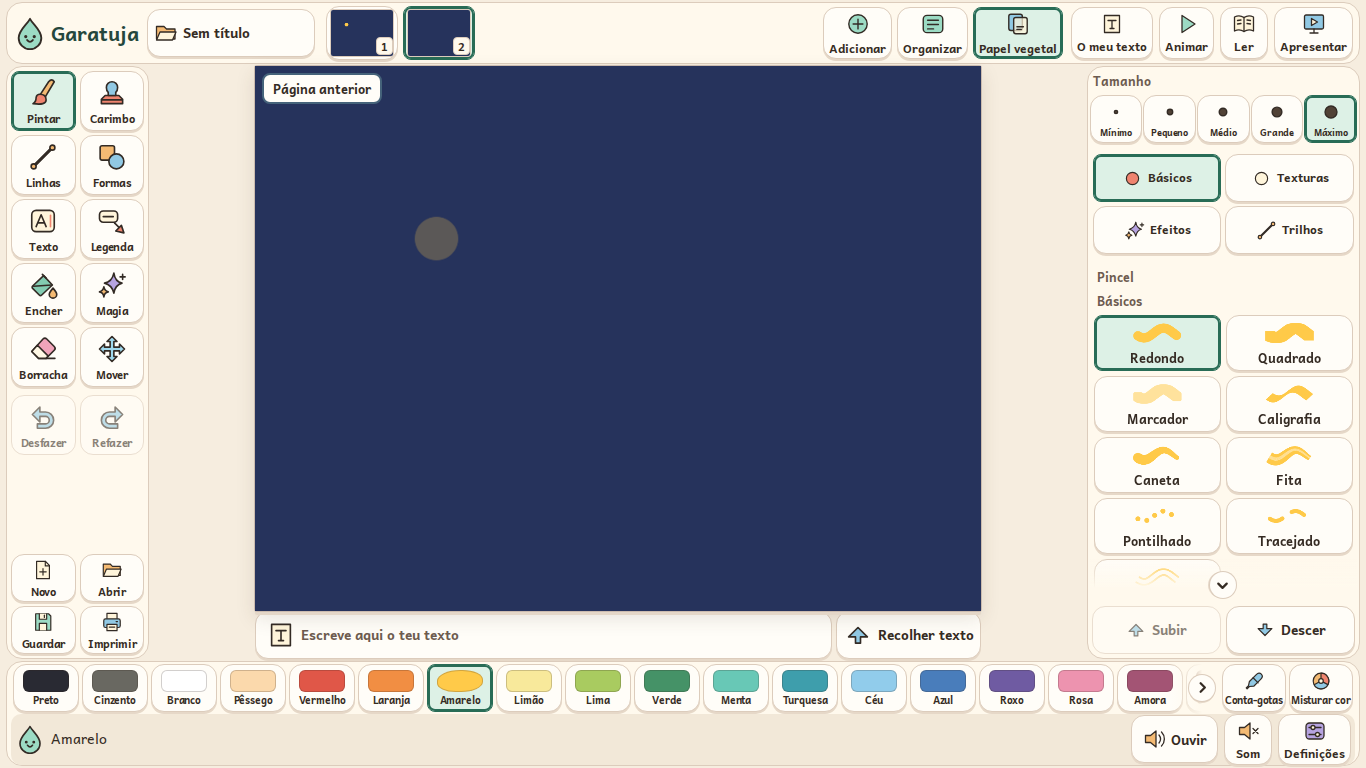 Garatuja
Sem título
1
2
Adicionar
Organizar
Papel vegetal
O meu texto
Animar
Ler
Apresentar
Pintar
Carimbo
Linhas
Formas
Texto
Legenda
Encher
Magia
Borracha
Mover
Desfazer
Refazer
Novo
Abrir
Guardar
Imprimir
Página anterior
Escreve aqui o teu texto
Recolher texto
Tamanho
Mínimo
Pequeno
Médio
Grande
Máximo
Básicos
Texturas
Efeitos
Trilhos
Pincel
Básicos
Redondo
Quadrado
Marcador
Caligrafia
Caneta
Fita
Pontilhado
Tracejado
Subir
Descer
Preto
Cinzento
Branco
Pêssego
Vermelho
Laranja
Amarelo
Limão
Lima
Verde
Menta
Turquesa
Céu
Azul
Roxo
Rosa
Amora
Conta-gotas
Misturar cor
Amarelo
Ouvir
Som
Definições